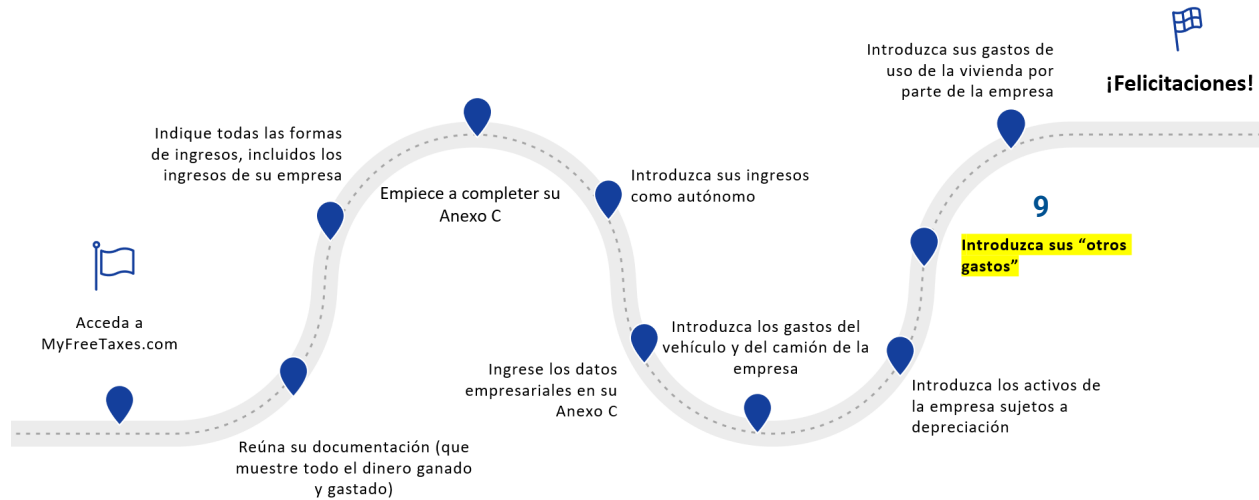 Acceda a
MyFreeTaxes.com
Reúna su documentación (que
muestre todo el dinero ganado
y gastado)
Indique todas las formas
de ingresos, incluidos los
ingresos de su empresa
Empiece a completer su
Anexo C
Introduzca sus ingresos
como autónomo
Ingrese los datos
empresariales en su
Anexo C
Introduzca los gastos del
vehículo y del camión de la
empresa
Introduzca los activos de
la empresa sujetos a
depreciación
9
Introduzca sus “otros
gastos”
Introduzca sus gastos de
uso de la vivienda por
parte de la empresa
¡Felicitaciones!